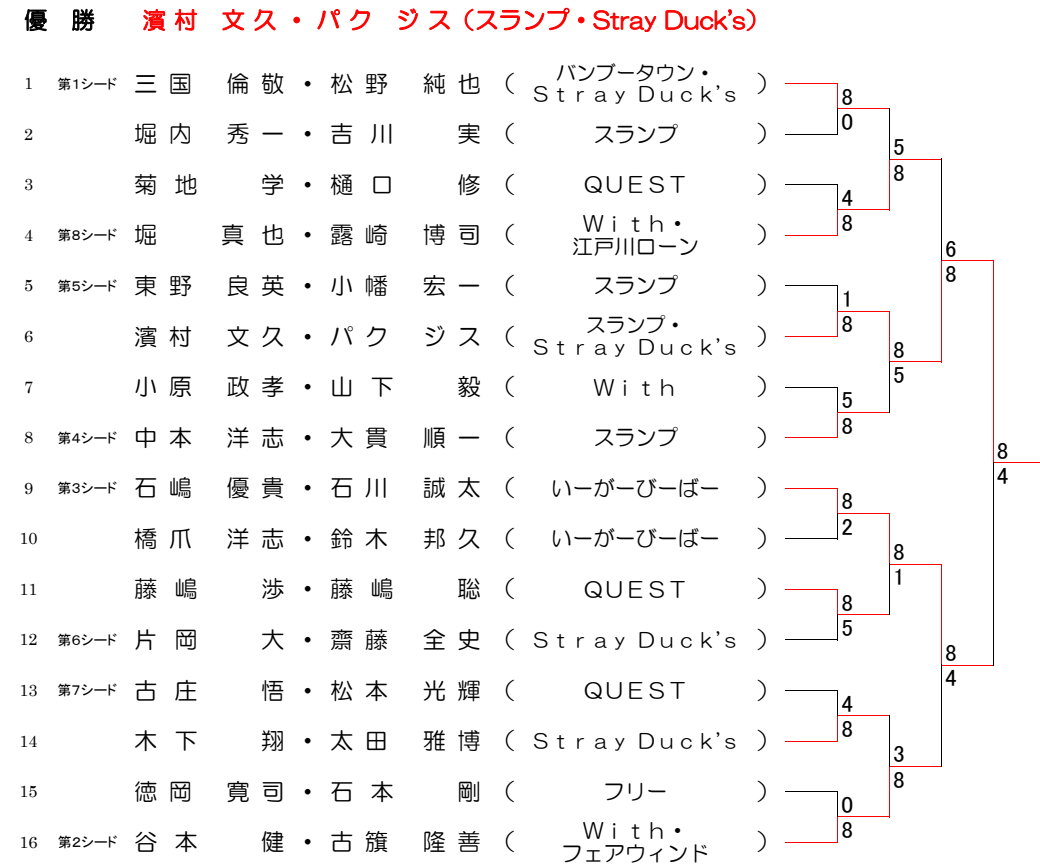 優 勝 濱村 文久・パク ジス（スランプ・Stray Duck's）
1 第1シード 三国 倫敬・松野 純也 （ バンブータウン・
Stray Duck's ）
8
2 堀内 秀一・吉川 実 （ スランプ ）
0
5
3 菊地 学・樋口 修 （ QUEST ）
8
4
4 第8シード 堀 真也・露崎 博司 （ With・
江戸川ローン ）
8
6
5 第5シード 東野 良英・小幡 宏一 （ スランプ ）
8
1
6 濱村 文久・パク ジス （ スランプ・
Stray Duck's ）
8
8
7 小原 政孝・山下 毅 （ With ）
5
5
8 第4シード 中本 洋志・大貫 順一 （ スランプ ）
8
8
9 第3シード 石嶋 優貴・石川 誠太 （ いーがーびーばー ）
4
8
10 橋爪 洋志・鈴木 邦久 （ いーがーびーばー ）
2
8
11 藤嶋 渉・藤嶋 聡 （ QUEST ）
1
8
12 第6シード 片岡 大・齋藤 全史 （ Stray Duck's ）
5
8
13 第7シード 古庄 悟・松本 光輝 （ QUEST ）
4
4
14 木下 翔・太田 雅博 （ Stray Duck's ）
8
3
15 徳岡 寛司・石本 剛 （ フリー ）
8
0
16 第2シード 谷本 健・古籏 隆善 （ With・
フェアウィンド ）
8